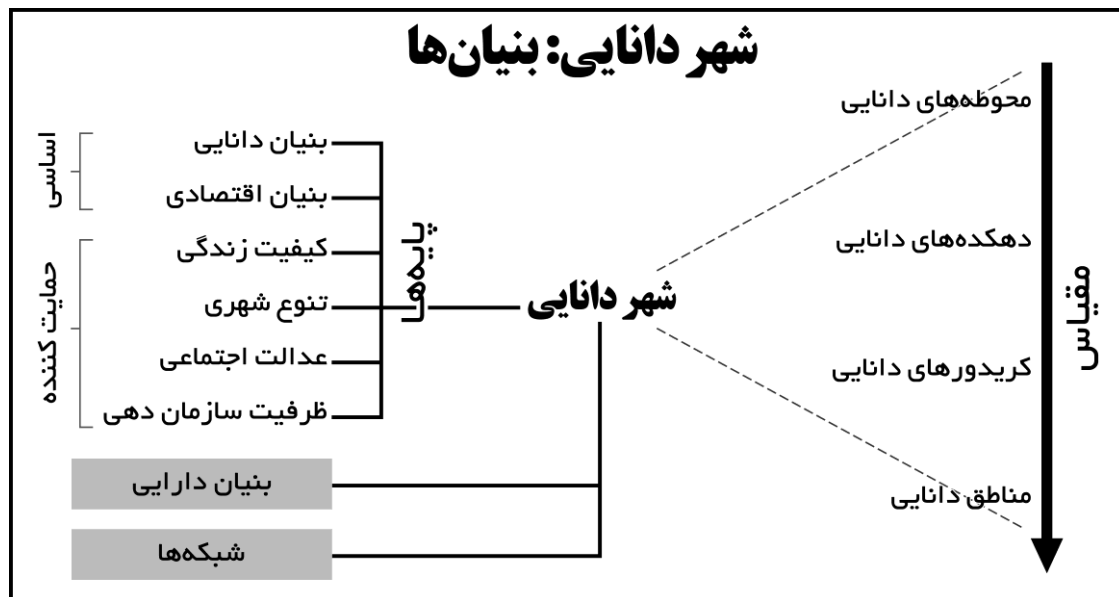 شهر دانایی: بنیان‌ها
محوطه‌های دانایی
دهکده‌های دانایی
کریدورهای دانایی
مناطق دانایی
مقیاس
شهر دانایی
پایه‌ها
بنیان دانایی
بنیان اقتصادی
کیفیت زندگی
تنوع شهری
عدالت اجتماعی
ظرفیت سازمان دهی
اساسی
حمایت کننده
بنیان دارایی
شبکه‌ها